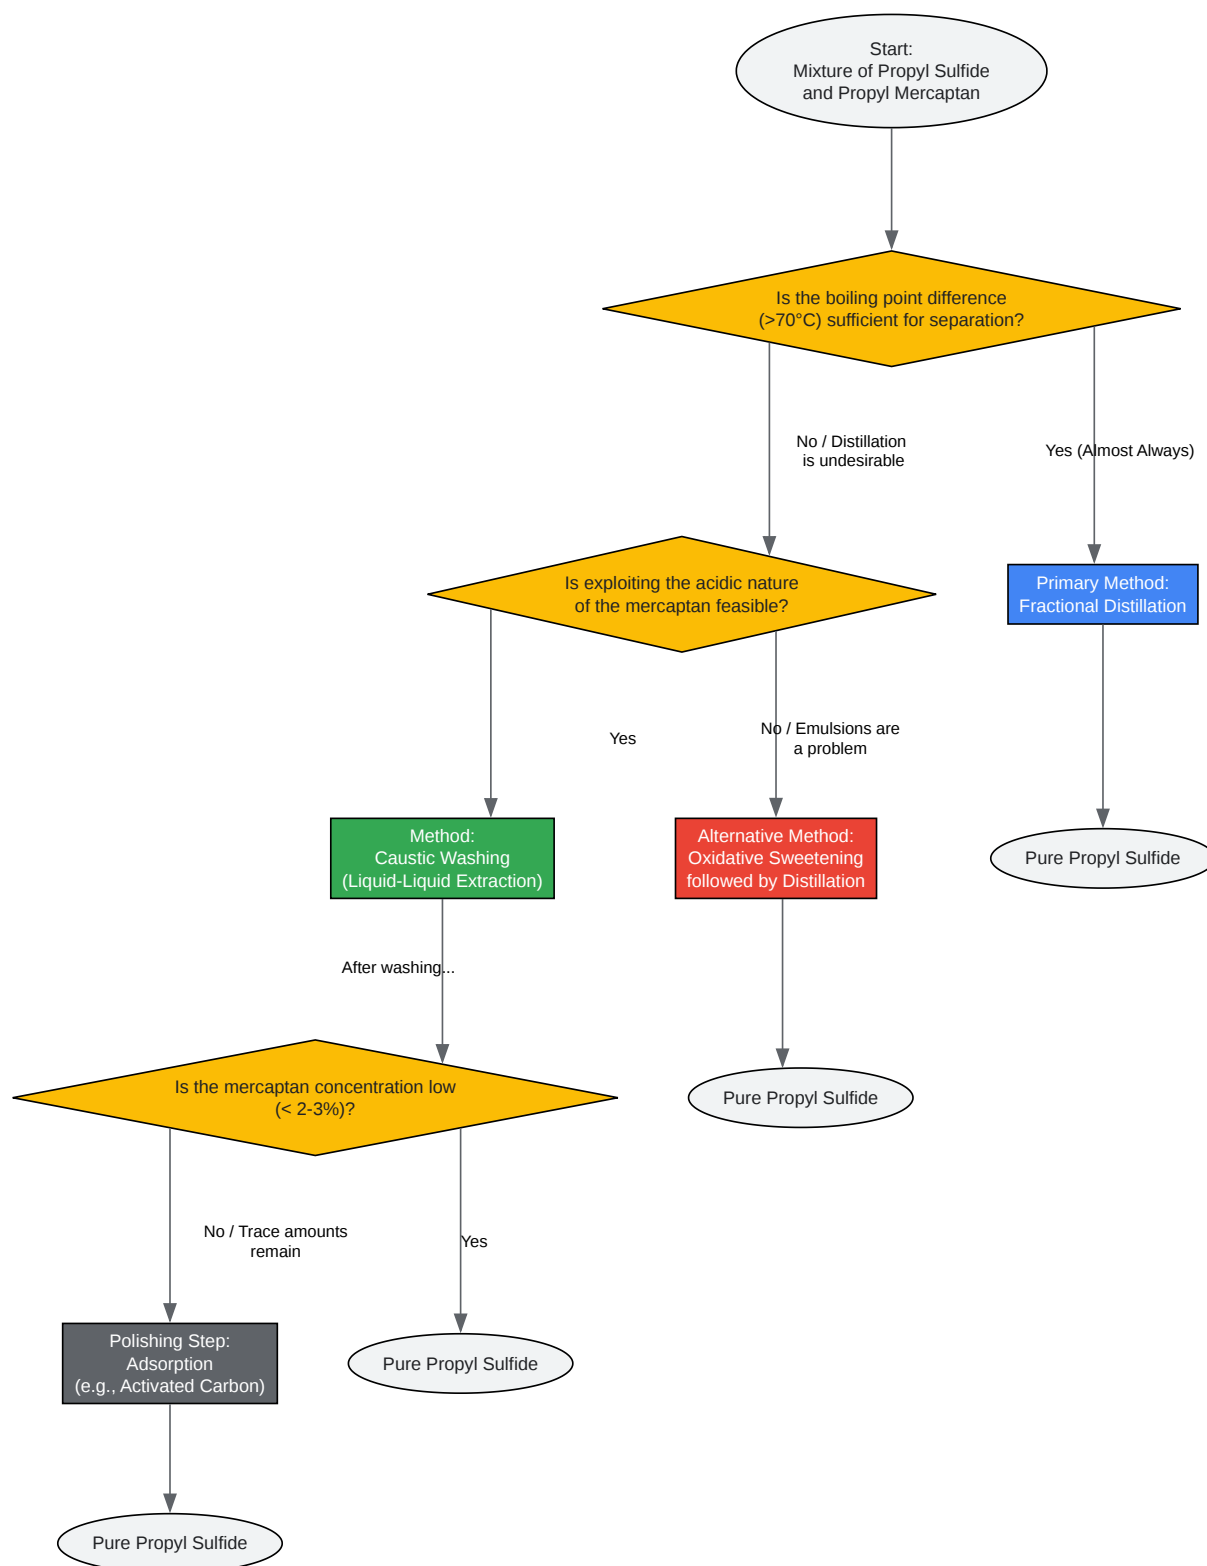 Start:
Mixture of Propyl Sulfide
and Propyl Mercaptan
Is the boiling point difference
(>70°C) sufficient for separation?
No / Distillation
is undesirable
Yes (Almost Always)
Is exploiting the acidic nature
of the mercaptan feasible?
Primary Method:
Fractional Distillation
Yes
No / Emulsions are
a problem
Method:
Caustic Washing
(Liquid-Liquid Extraction)
Alternative Method:
Oxidative Sweetening
followed by Distillation
Pure Propyl Sulfide
After washing...
Is the mercaptan concentration low
(< 2-3%)?
Pure Propyl Sulfide
No / Trace amounts
remain
Yes
Polishing Step:
Adsorption
(e.g., Activated Carbon)
Pure Propyl Sulfide
Pure Propyl Sulfide